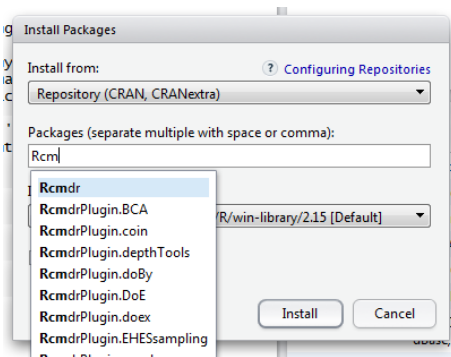 Install Packages
Install from:
? Configuring Repositories
Repository (CRAN, CRANextra)
Packages (separate multiple with space or comma):
Rcm
Rcmdr
RcmdrPlugin.BCA
/R/win-library/2.15 [Default]
RcmdrPlugin.coin
RcmdrPlugin.depthTools
RcmdrPlugin.doBy
RcmdrPlugin.DoE
RcmdrPlugin.doex
RcmdrPlugin.EHESsampling
Install
Cancel